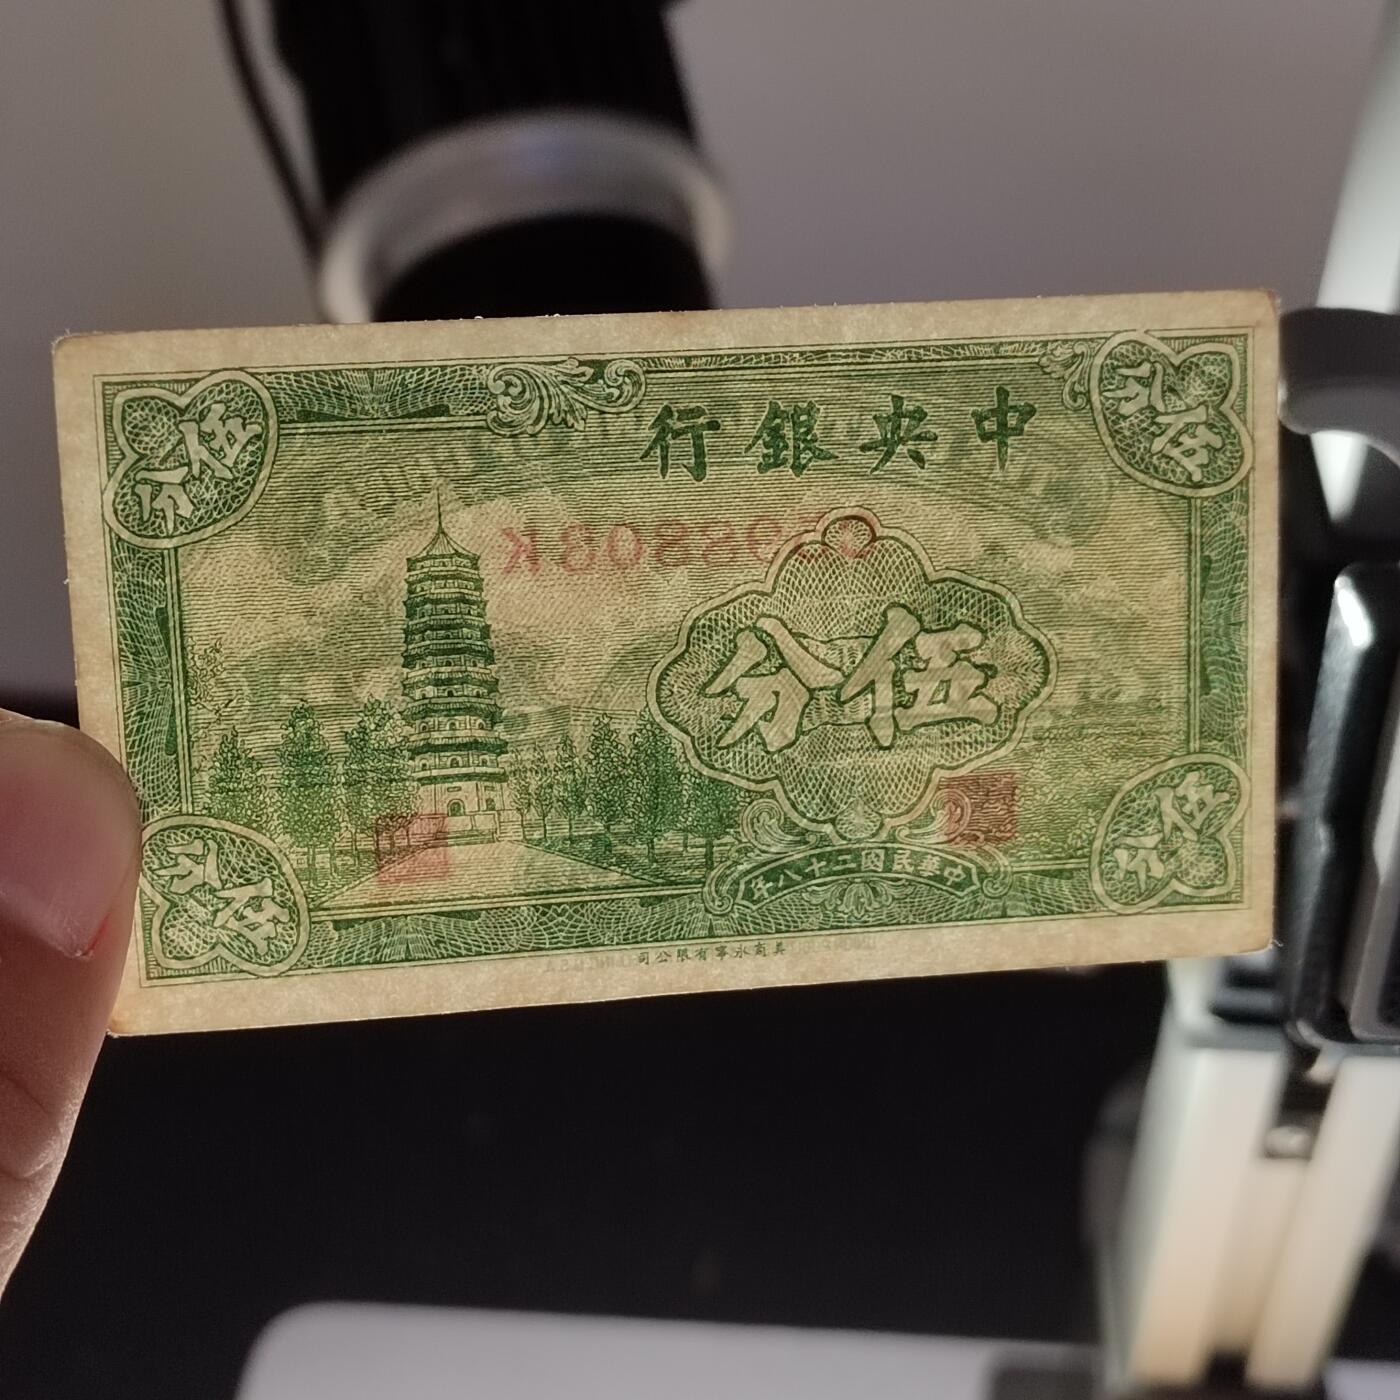 中央銀行
伍分
伍分
伍分
中華民國二十八年
伍分
伍分
美商永寧有限公司